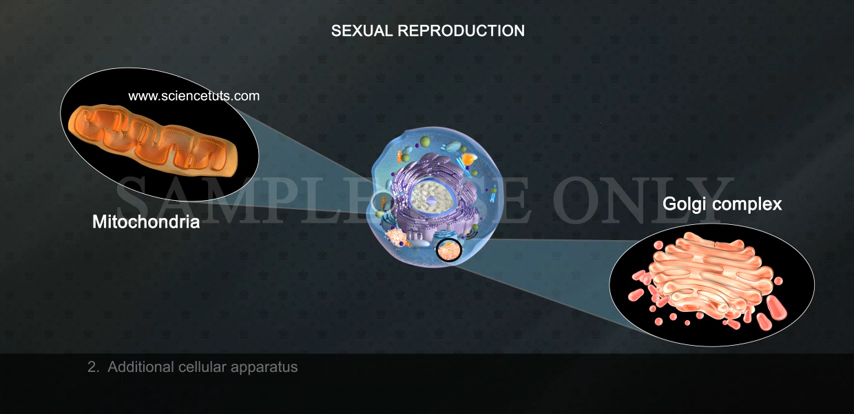 SEXUAL REPRODUCTION
www.sciencetuts.com
SAMPLE USE ONLY
Mitochondria
Golgi complex
2. Additional cellular apparatus